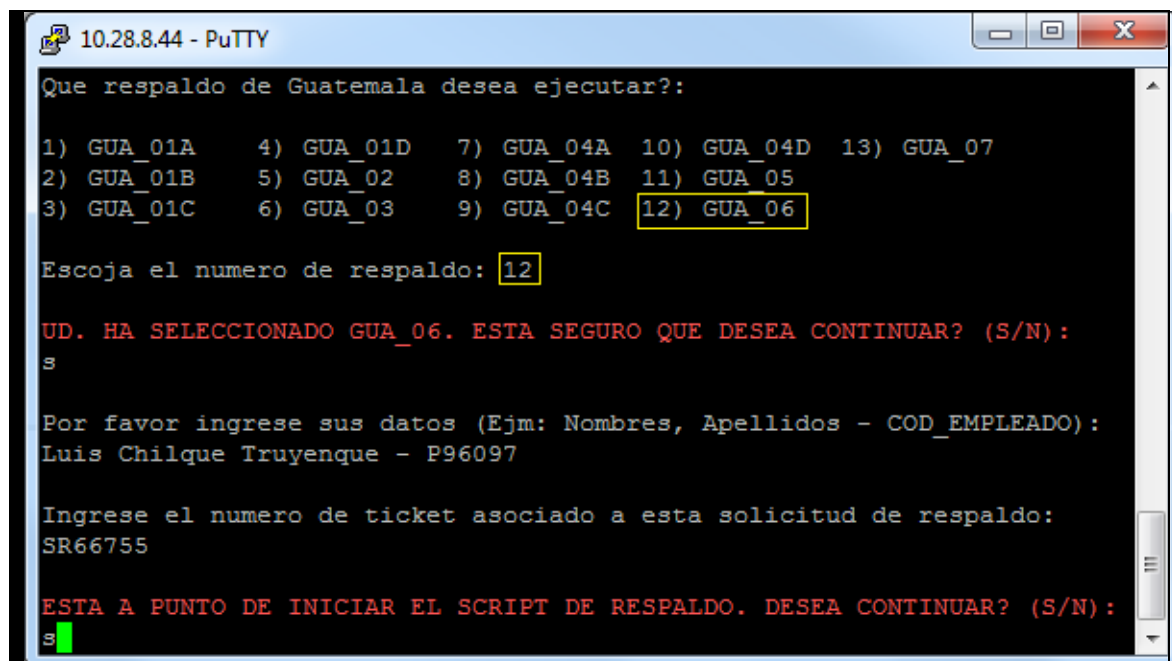 10.28.8.44 - PuTTY
Que respaldo de Guatemala desea ejecutar?:
1) GUA_01A 4) GUA_01D 7) GUA_04A 10) GUA_04D 13) GUA_07
2) GUA_01B 5) GUA_02 8) GUA_04B 11) GUA_05
3) GUA_01C 6) GUA_03 9) GUA_04C 12) GUA_06
Escoja el numero de respaldo: 12
UD. HA SELECCIONADO GUA_06. ESTA SEGURO QUE DESEA CONTINUAR? (S/N):
s
Por favor ingrese sus datos (Ejm: Nombres, Apellidos - COD_EMPLEADO):
Luis Chilque Truyenque - P96097
Ingrese el numero de ticket asociado a esta solicitud de respaldo:
SR66755
ESTA A PUNTO DE INICIAR EL SCRIPT DE RESPALDO. DESEA CONTINUAR? (S/N):
s